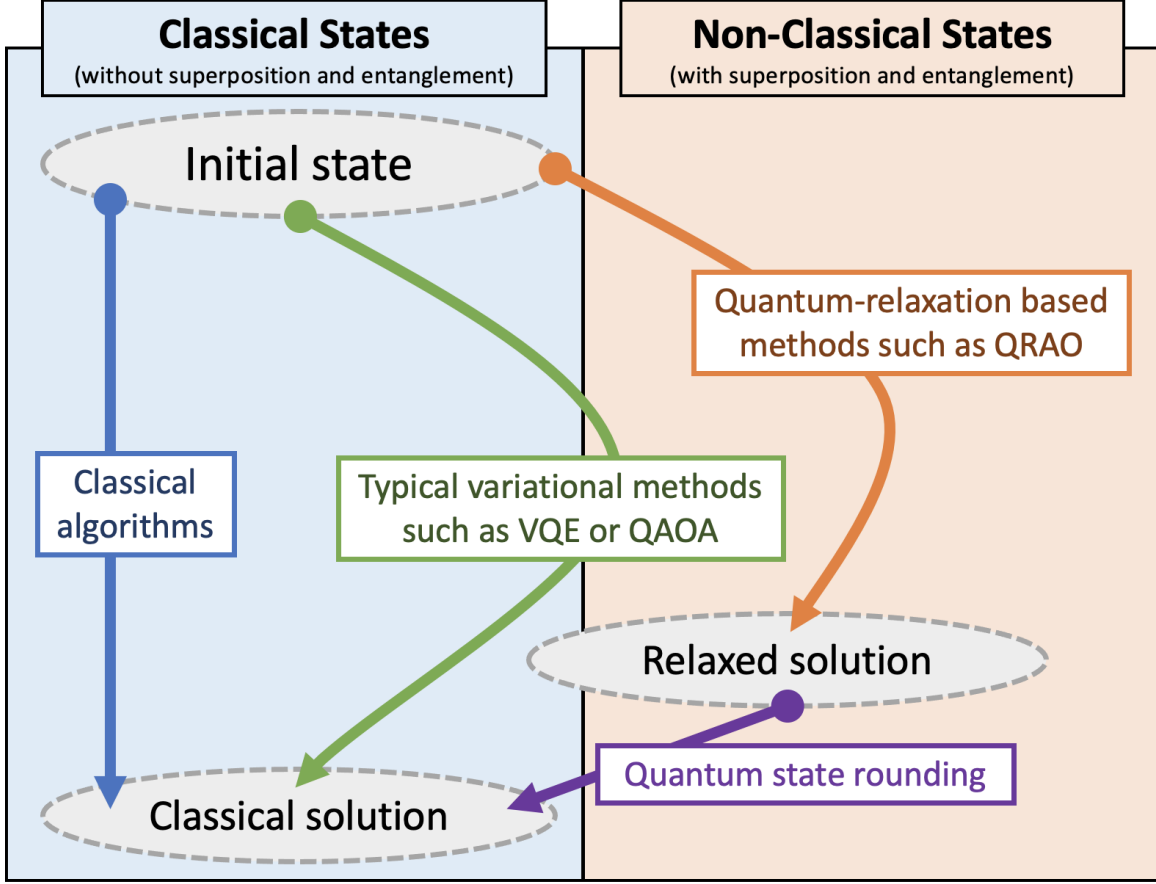 Classical States
(without superposition and entanglement)
Non-Classical States
(with superposition and entanglement)
Initial state
Quantum-relaxation based
methods such as QRAO
Classical
algorithms
Typical variational methods
such as VQE or QAOA
Relaxed solution
Quantum state rounding
Classical solution